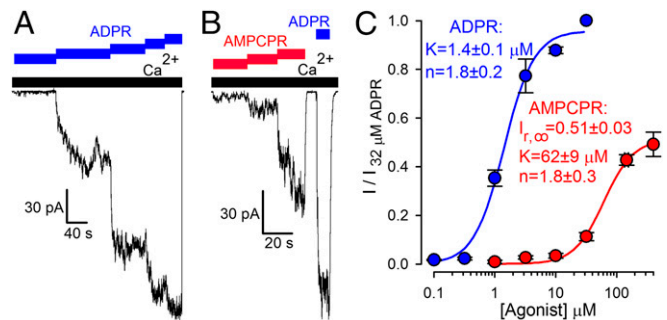 A
ADPR
Ca2+
30 pA
40 s
B
ADPR
AMPCPR
Ca2+
30 pA
20 s
C
I / I32 μM ADPR
1.0
0.8
0.6
0.4
0.2
0.0
ADPR:
K=1.4±0.1 μM
n=1.8±0.2
AMPCPR:
Ir,∞=0.51±0.03
K=62±9 μM
n=1.8±0.3
0.1 1 10 100
[Agonist] μM